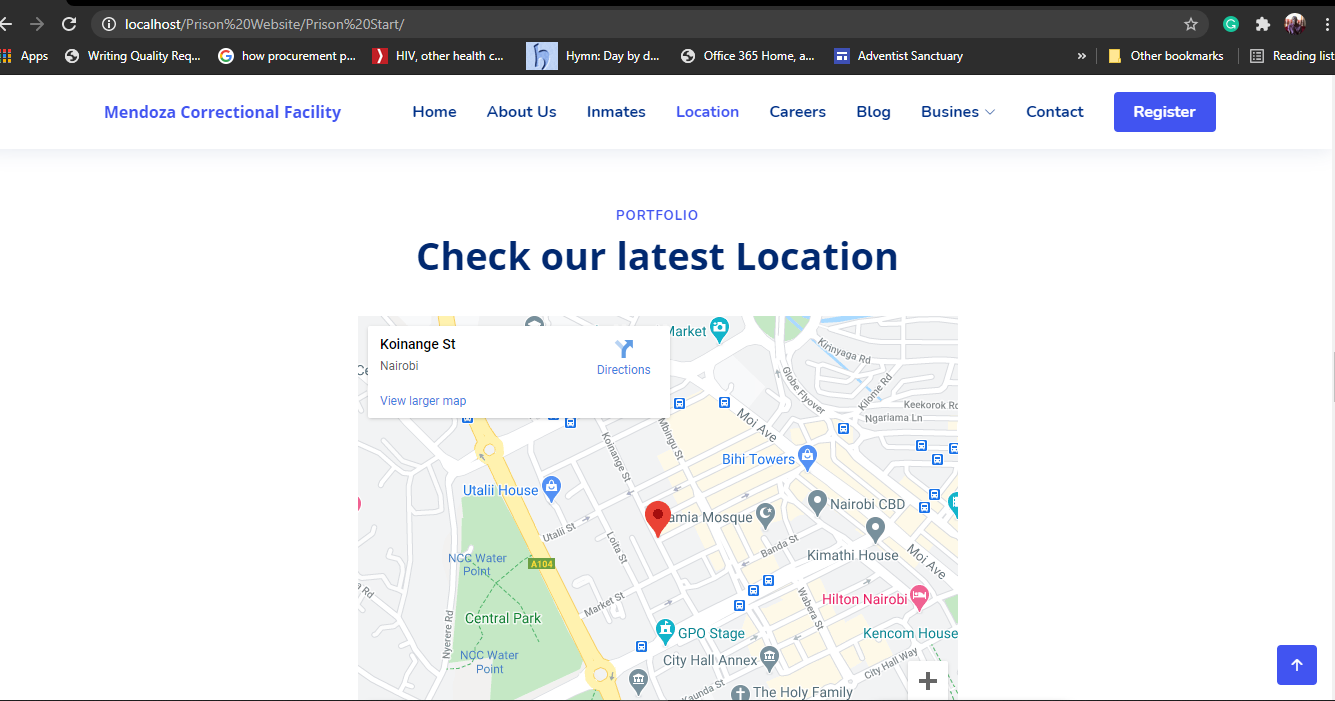 localhost/Prison%20Website/Prison%20Start/
Apps Writing Quality Req... how procurement p... HIV, other health c... Hymn: Day by d... Office 365 Home, a... Adventist Sanctuary » Other bookmarks Reading list
Mendoza Correctional Facility Home About Us Inmates Location Careers Blog Busines Contact Register
PORTFOLIO
Check our latest Location
Koinange St
Nairobi
Directions
View larger map
Market
Kirinyaga Rd
Globe Flyover
Kilome Rd
Keekorok Rd
Ngariama Ln
Moi Ave
Koinange St
Mbingu St
Bihi Towers
Utalii House
Nairobi CBD
amia Mosque
Utalii St
Loita St
Banda St
Kimathi House
Moi Ave
NCC Water
Point
A104
Hilton Nairobi
Wabera St
Market St
Central Park
Nyerere Rd
GPO Stage
Kencom House
NCC Water
Point
City Hall Annex
City Hall Way
Kaunda St
The Holy Family